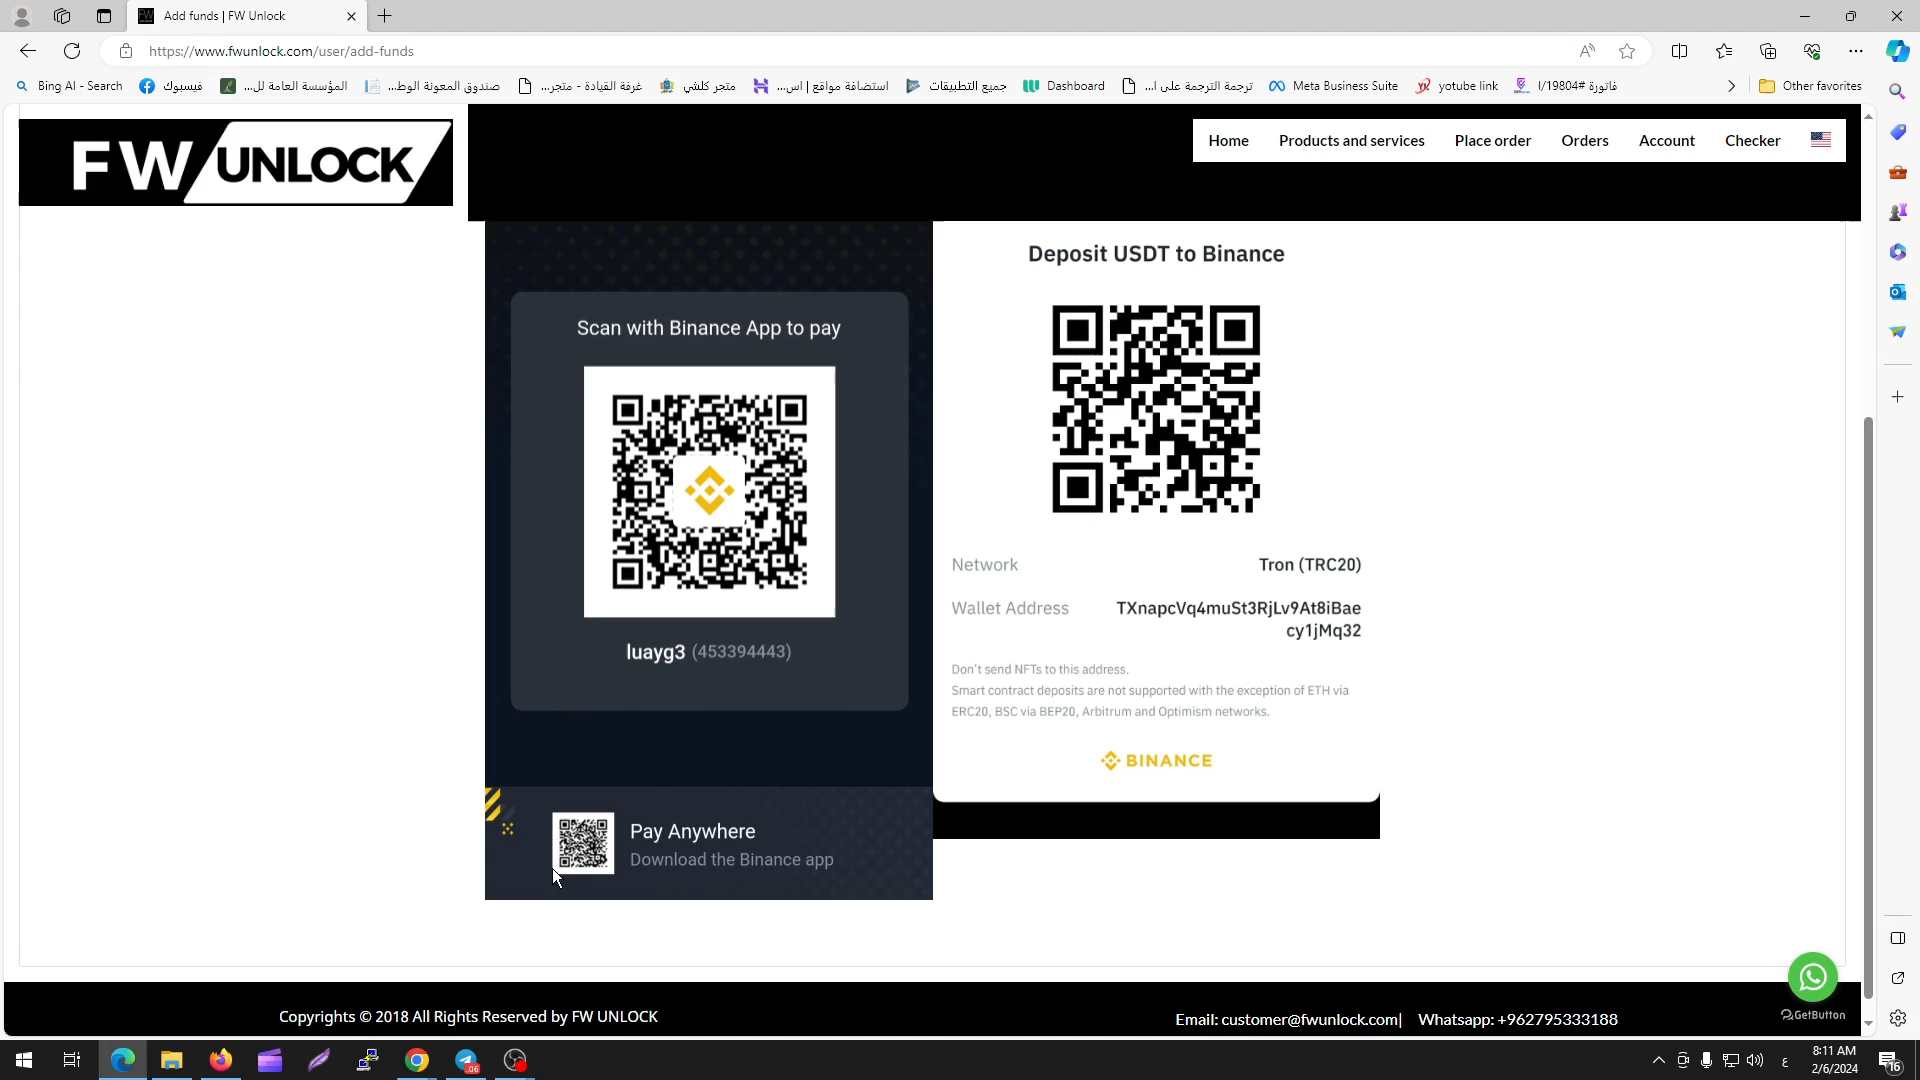 Add funds | FW Unlock
https://www.fwunlock.com/user/add-funds
Bing AI - Search
فيسبوك
المؤسسة العامة لل...
صندوق المعونة الوط...
غرفة القيادة - متجر...
متجر كلشي
استضافة مواقع | اس...
جميع التطبيقات
Dashboard
ترجمة الترجمة على ا...
Meta Business Suite
yotube link
فاتورة #19804/ا
Other favorites
FW UNLOCK
Home
Products and services
Place order
Orders
Account
Checker
Scan with Binance App to pay
luayg3 (453394443)
Pay Anywhere
Download the Binance app
Deposit USDT to Binance
Network Tron (TRC20)
Wallet Address TXnapcVq4muSt3RjLv9At8iBae
cy1jMq32
Don't send NFTs to this address.
Smart contract deposits are not supported with the exception of ETH via
ERC20, BSC via BEP20, Arbitrum and Optimism networks.
BINANCE
GetButton
Copyrights © 2018 All Rights Reserved by FW UNLOCK
Email: customer@fwunlock.com| Whatsapp: +962795333188
.06
ع
8:11 AM
2/6/2024
16